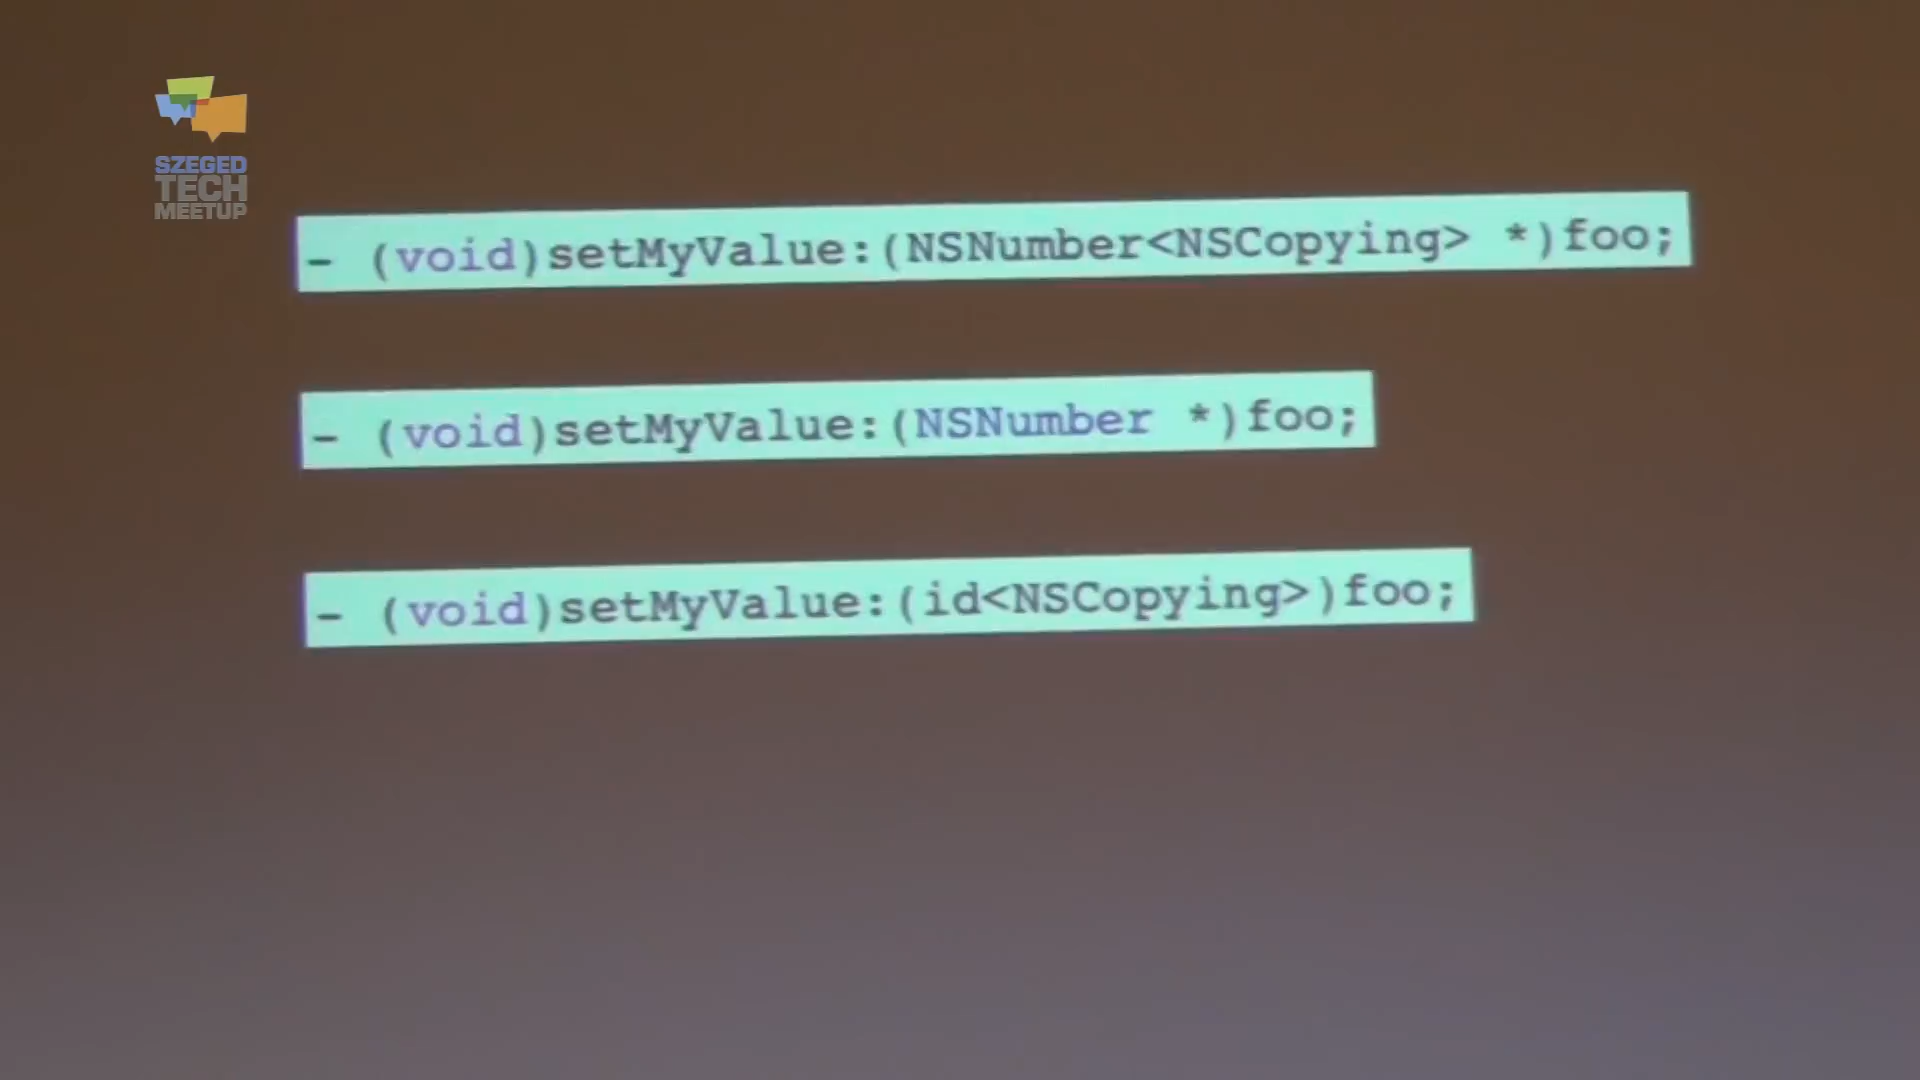 SZEGED
TECH
MEETUP
- (void)setMyValue:(NSNumber<NSCopying> *)foo;
- (void)setMyValue:(NSNumber *)foo;
- (void)setMyValue:(id<NSCopying>)foo;